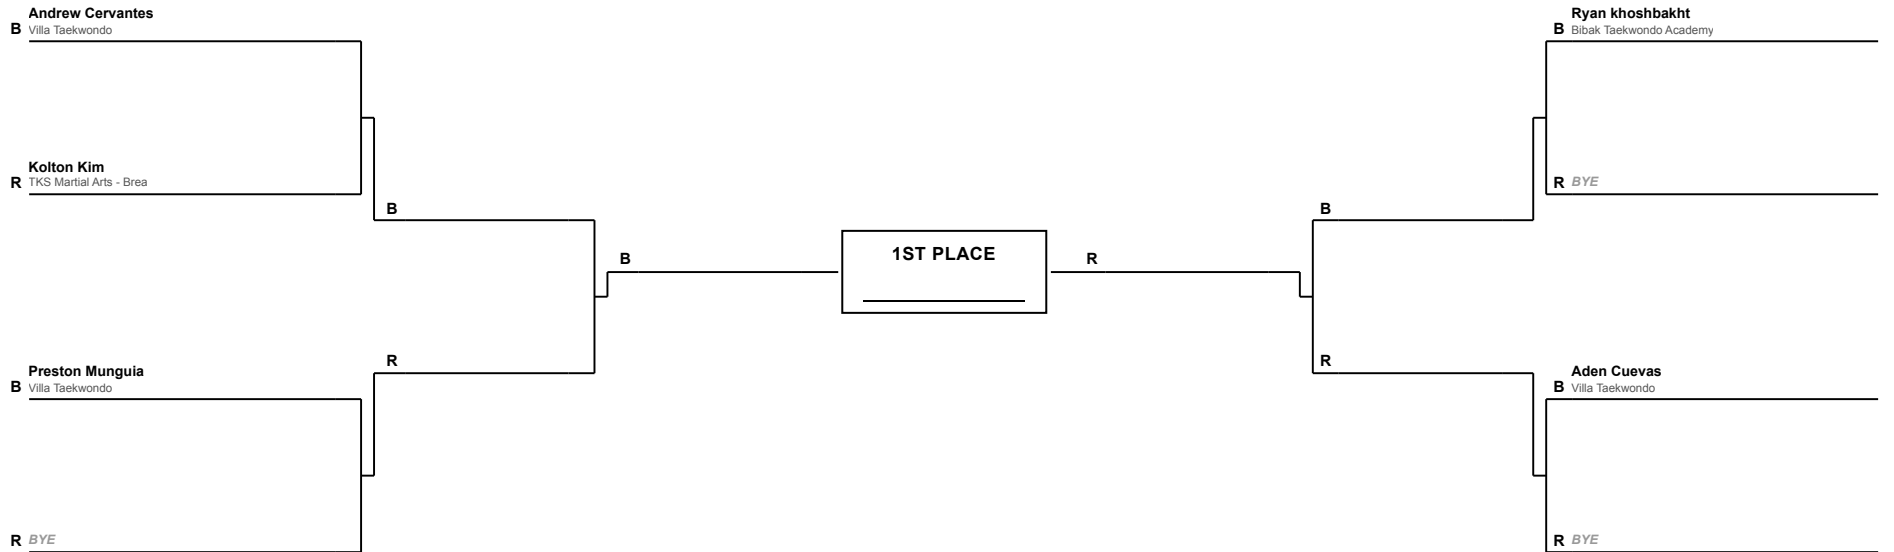 Andrew Cervantes
B Villa Taekwondo
Kolton Kim
R TKS Martial Arts - Brea
B
B
R
Preston Munguia
B Villa Taekwondo
R BYE
1ST PLACE
R
Ryan khoshbakht
B Bibak Taekwondo Academy
R BYE
B
R
Aden Cuevas
B Villa Taekwondo
R BYE